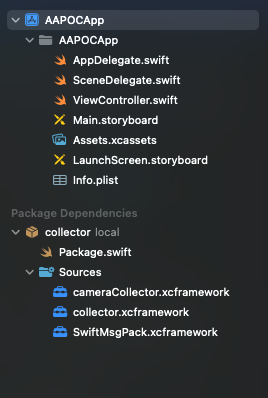 AAPOCApp
AAPOCApp
AppDelegate.swift
SceneDelegate.swift
ViewController.swift
Main.storyboard
Assets.xcassets
LaunchScreen.storyboard
Info.plist
Package Dependencies
collector local
Package.swift
Sources
cameraCollector.xcframework
collector.xcframework
SwiftMsgPack.xcframework